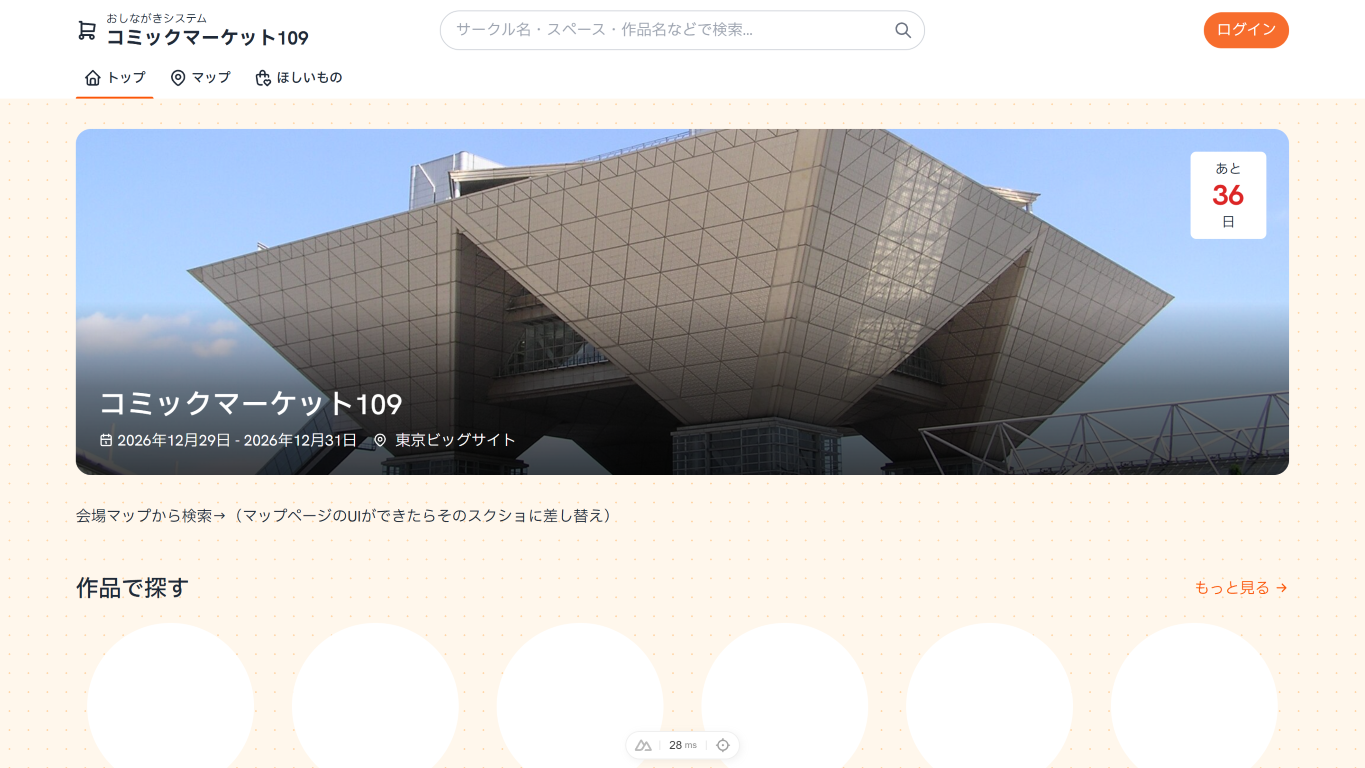 おしながきシステム
コミックマーケット109
サークル名・スペース・作品名などで検索...
ログイン
トップ
マップ
ほしいもの
あと
36
日
コミックマーケット109
2026年12月29日 - 2026年12月31日 東京ビッグサイト
会場マップから検索→（マップページのUIができたらそのスクショに差し替え）
作品で探す
もっと見る →
28 ms